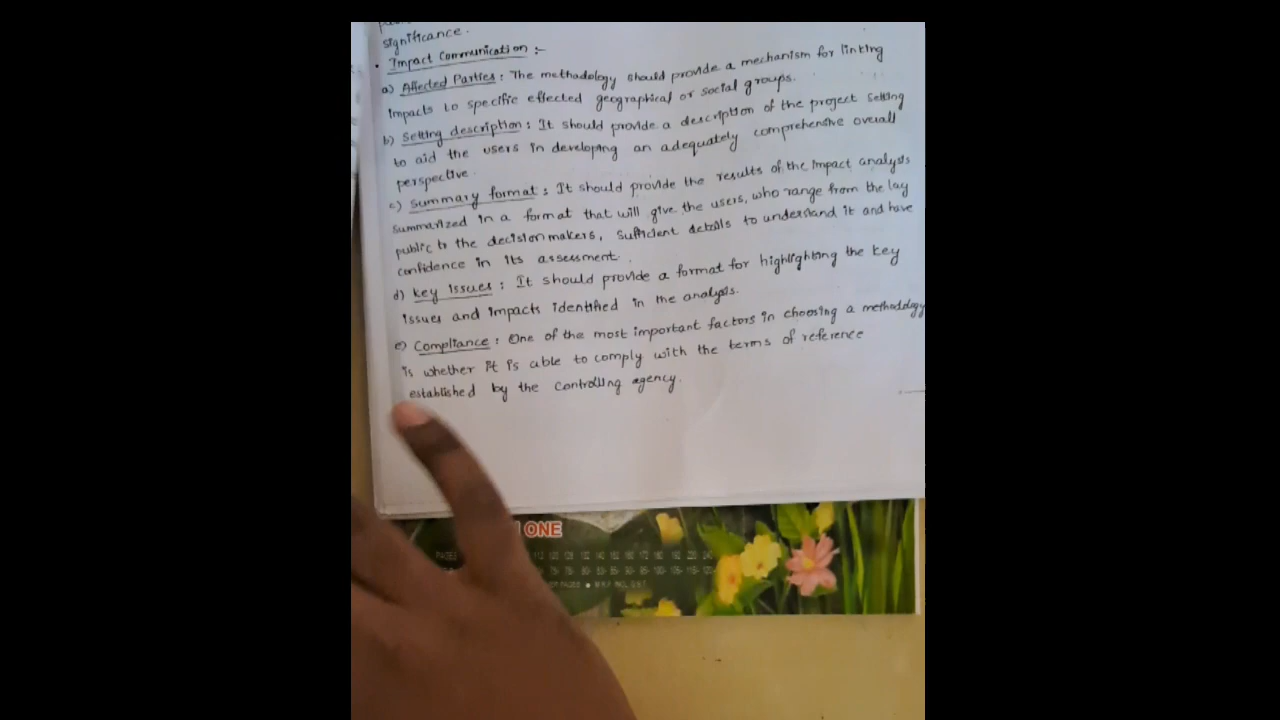 significance.
• Impact Communication :-
a) Affected Parties : The methodology should provide a mechanism for linking
impacts to specific effected geographical or social groups.
b) Setting description : It should provide a description of the project setting
to aid the users in developing an adequately comprehensive overall
perspective.
c) Summary format : It should provide the results of the impact analysis
summarized in a format that will give the users, who range from the lay
public to the decision makers, sufficient details to understand it and have
confidence in its assessment.
d) Key Issues : It should provide a format for highlighting the key
issues and impacts identified in the analysis.
e) Compliance : One of the most important factors in choosing a methodology
is whether it is able to comply with the terms of reference
established by the controlling agency.
ONE
PAGES